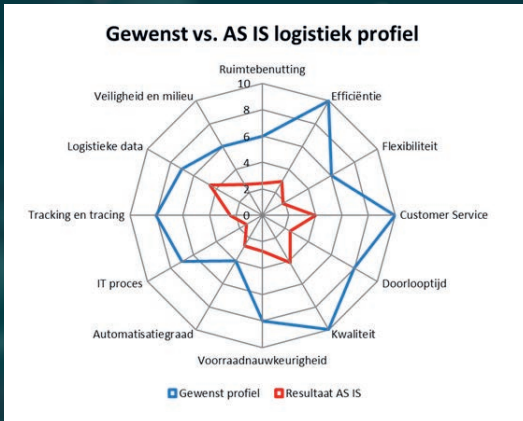 Gewenst vs. AS IS logistiek profiel
Ruimtebenutting
Efficiëntie
Flexibiliteit
Customer Service
Doorlooptijd
Kwaliteit
Voorraadnauwkeurigheid
Automatisatiegraad
IT proces
Tracking en tracing
Logistieke data
Veiligheid en milieu
10
8
6
4
2
0
Gewenst profiel
Resultaat AS IS